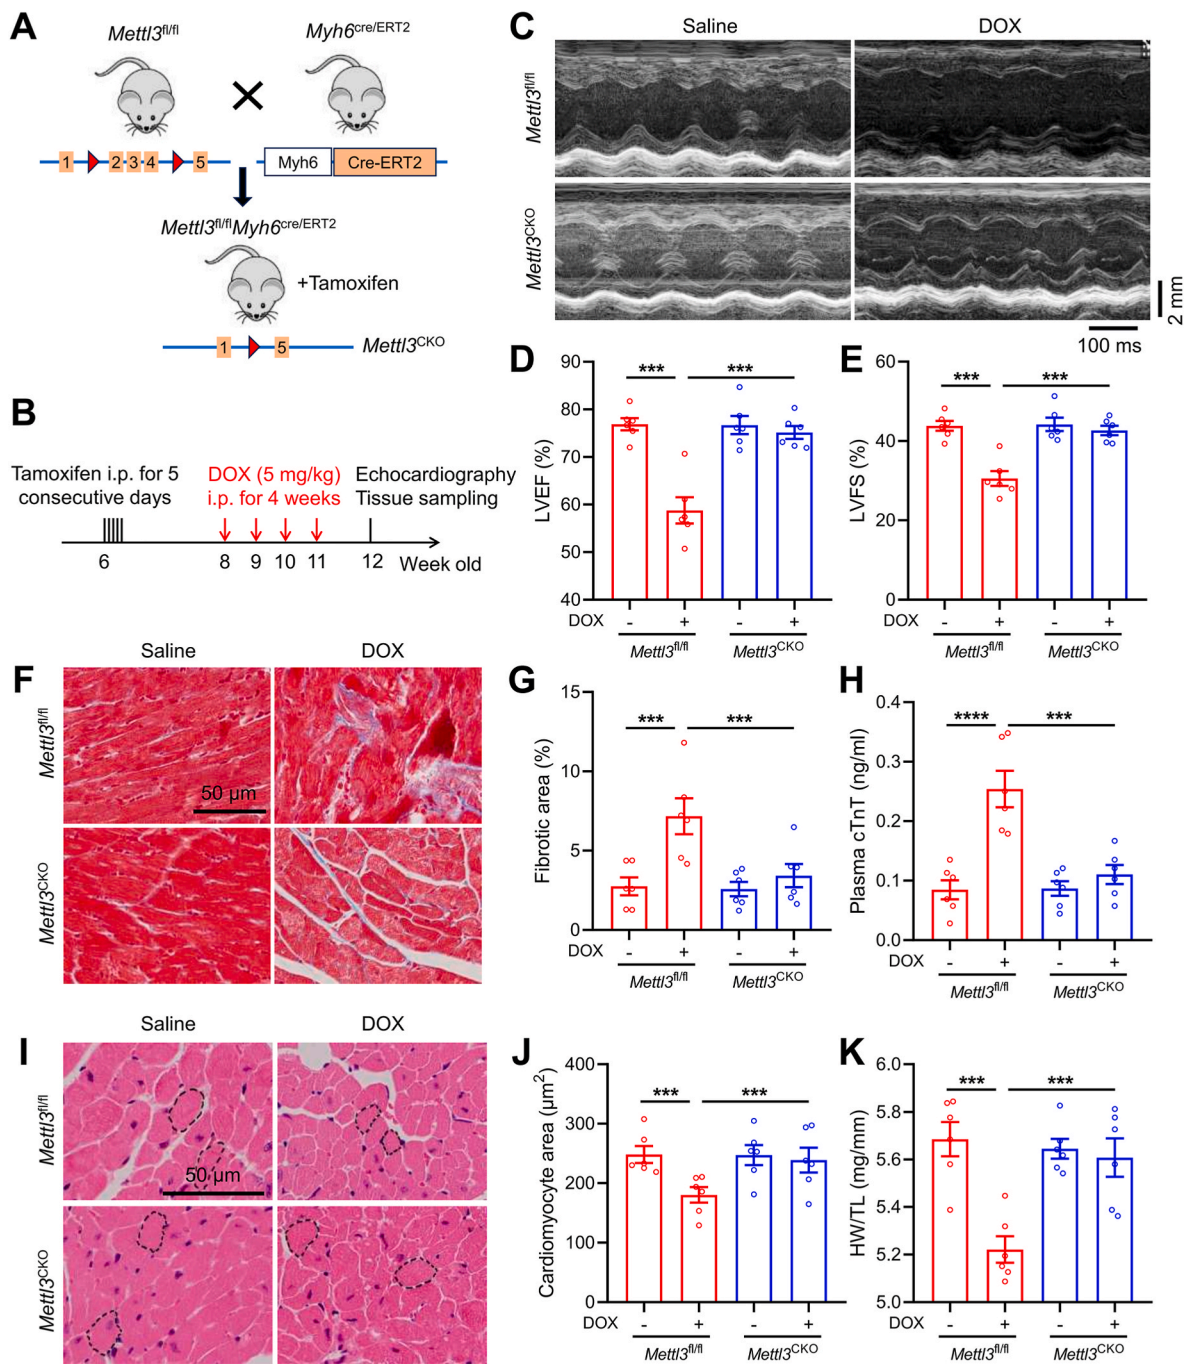 A
Mettl3fl/fl
Myh6cre/ERT2
1 2 3 4 5
Myh6 Cre-ERT2
Mettl3fl/flMyh6cre/ERT2
+Tamoxifen
1 5
Mettl3CKO
B
Tamoxifen i.p. for 5
consecutive days
DOX (5 mg/kg)
i.p. for 4 weeks
Echocardiography
Tissue sampling
6 8 9 10 11 12 Week old
C
Saline DOX
Mettl3fl/fl
Mettl3CKO
2 mm
100 ms
D
LVEF (%)
90
80
70
60
50
40
*** ***
DOX - + - +
Mettl3fl/fl Mettl3CKO
E
LVFS (%)
60
40
20
0
*** ***
DOX - + - +
Mettl3fl/fl Mettl3CKO
F
Saline DOX
Mettl3fl/fl
50 µm
Mettl3CKO
G
Fibrotic area (%)
15
10
5
0
*** ***
DOX - + - +
Mettl3fl/fl Mettl3CKO
H
Plasma cTnT (ng/ml)
0.4
0.3
0.2
0.1
0.0
**** ***
DOX - + - +
Mettl3fl/fl Mettl3CKO
I
Saline DOX
Mettl3fl/fl
50 µm
Mettl3CKO
J
Cardiomyocyte area (µm2)
400
300
200
100
0
*** ***
DOX - + - +
Mettl3fl/fl Mettl3CKO
K
HW/TL (mg/mm)
6.0
5.8
5.6
5.4
5.2
5.0
*** ***
DOX - + - +
Mettl3fl/fl Mettl3CKO